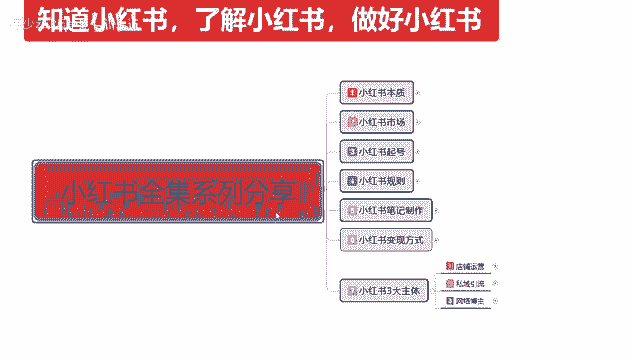 知道小红书，了解小红书，做好小红书
小红书全集系列分享
1 小红书本质
2 小红书市场
3 小红书起号
4 小红书规则
5 小红书笔记制作
6 小红书变现方式
7 小红书3大主体
1 店铺运营
2 私域引流
3 网络博主